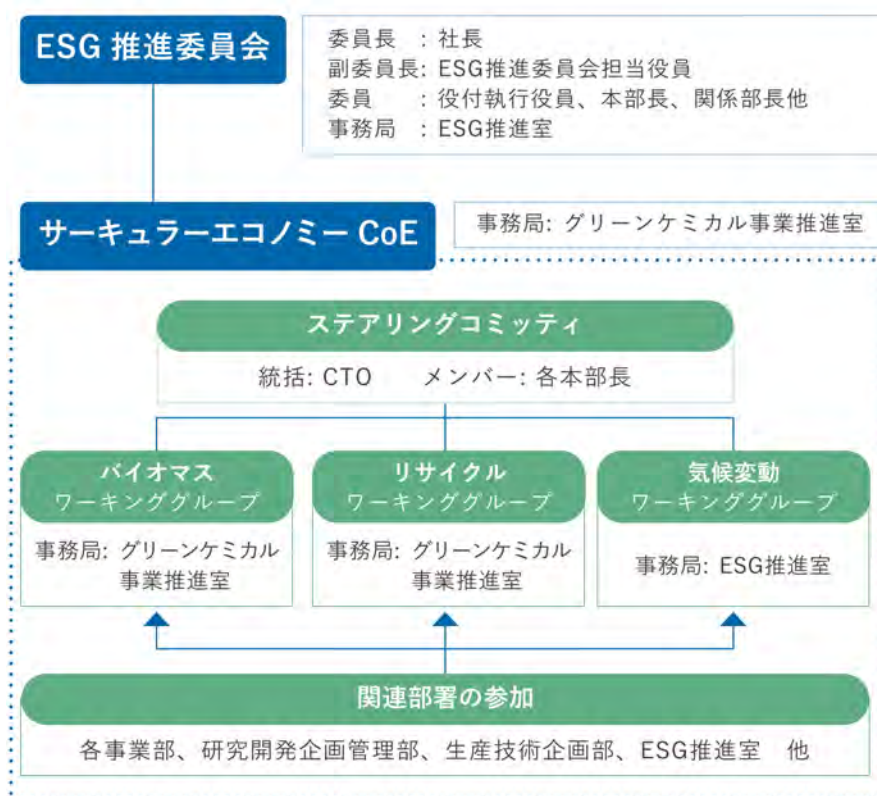 ESG 推進委員会
委員長　: 社長
副委員長: ESG推進委員会担当役員
委員　　: 役付執行役員、本部長、関係部長他
事務局　: ESG推進室
サーキュラーエコノミー CoE
事務局: グリーンケミカル事業推進室
ステアリングコミッティ
統括: CTO　　メンバー: 各本部長
バイオマス
ワーキンググループ
事務局: グリーンケミカル
事業推進室
リサイクル
ワーキンググループ
事務局: グリーンケミカル
事業推進室
気候変動
ワーキンググループ
事務局: ESG推進室
関連部署の参加
各事業部、研究開発企画管理部、生産技術企画部、ESG推進室　他